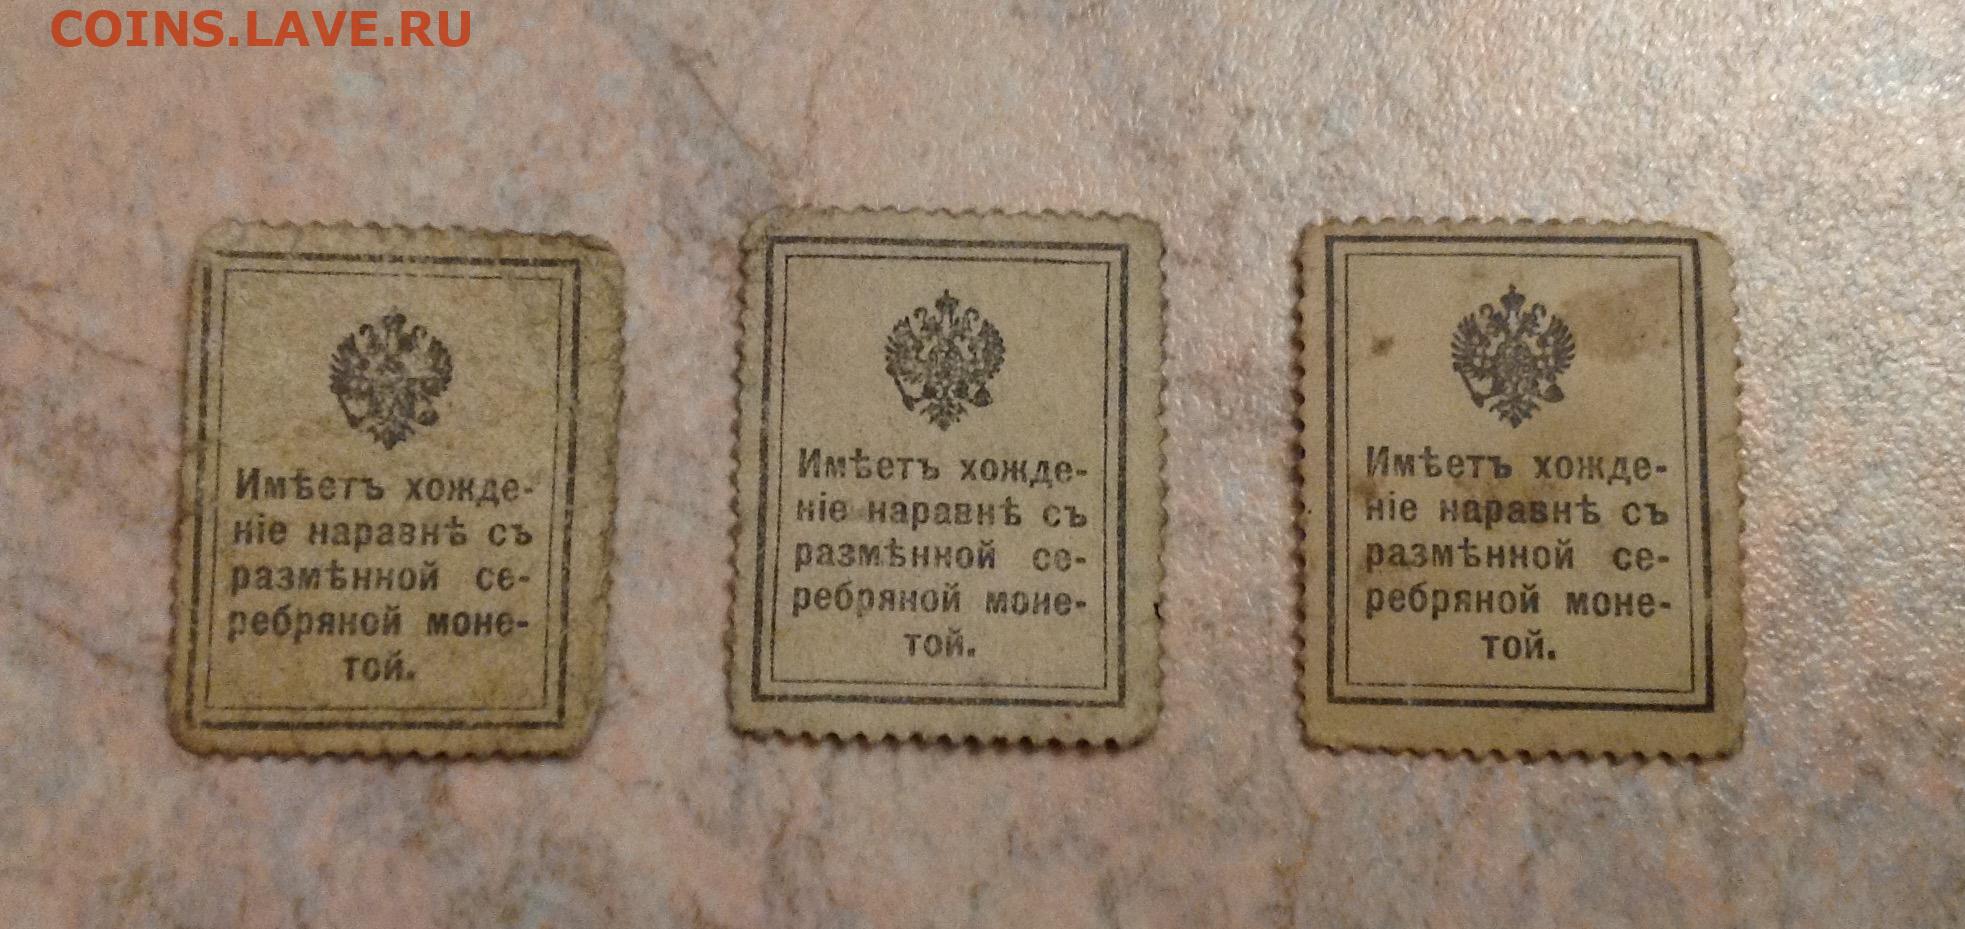 COINS.LAVE.RU
Имѣетъ хожде-
ніе наравнѣ съ
размѣнной се-
ребряной моне-
той.
Имѣетъ хожде-
ніе наравнѣ съ
размѣнной се-
ребряной моне-
той.
Имѣетъ хожде-
ніе наравнѣ съ
размѣнной се-
ребряной моне-
той.